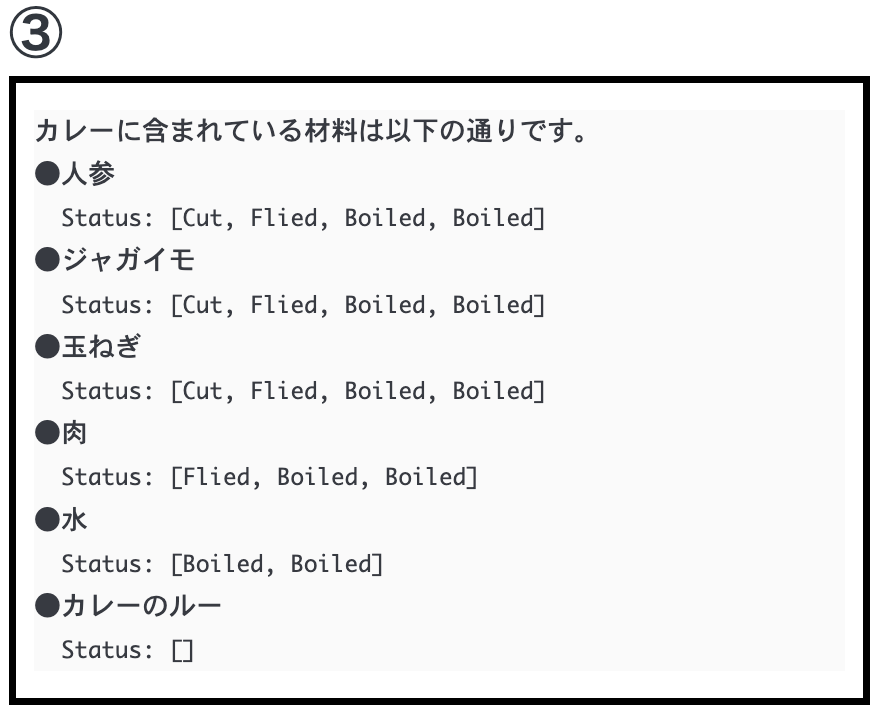 ③
カレーに含まれている材料は以下の通りです。
●人参
Status: [Cut, Flied, Boiled, Boiled]
●ジャガイモ
Status: [Cut, Flied, Boiled, Boiled]
●玉ねぎ
Status: [Cut, Flied, Boiled, Boiled]
●肉
Status: [Flied, Boiled, Boiled]
●水
Status: [Boiled, Boiled]
●カレーのルー
Status: []